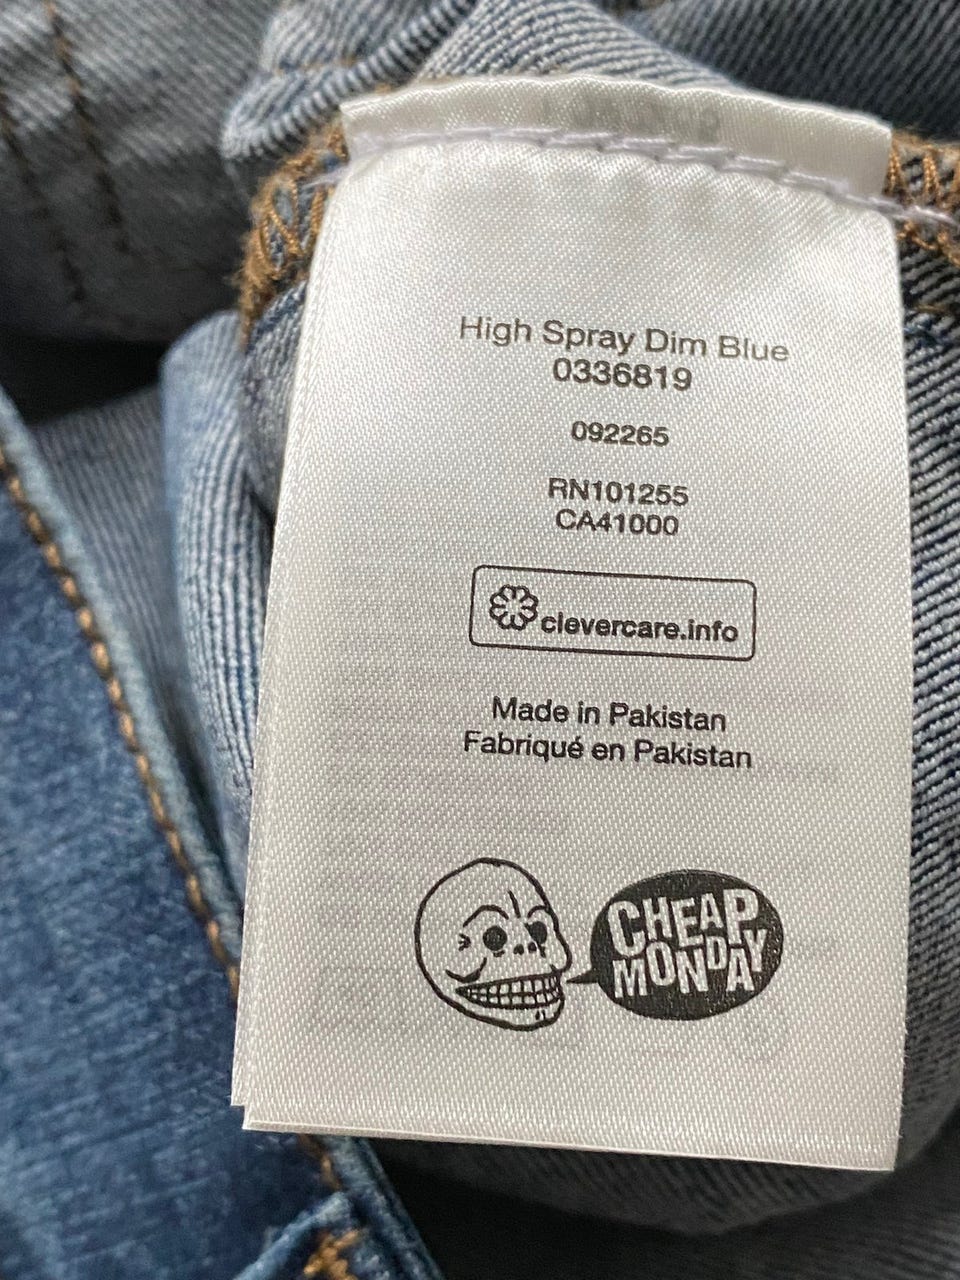 High Spray Dim Blue
0336819
092265
RN101255
CA41000
clevercare.info
Made in Pakistan
Fabriqué en Pakistan
CHEAP
MONDAY